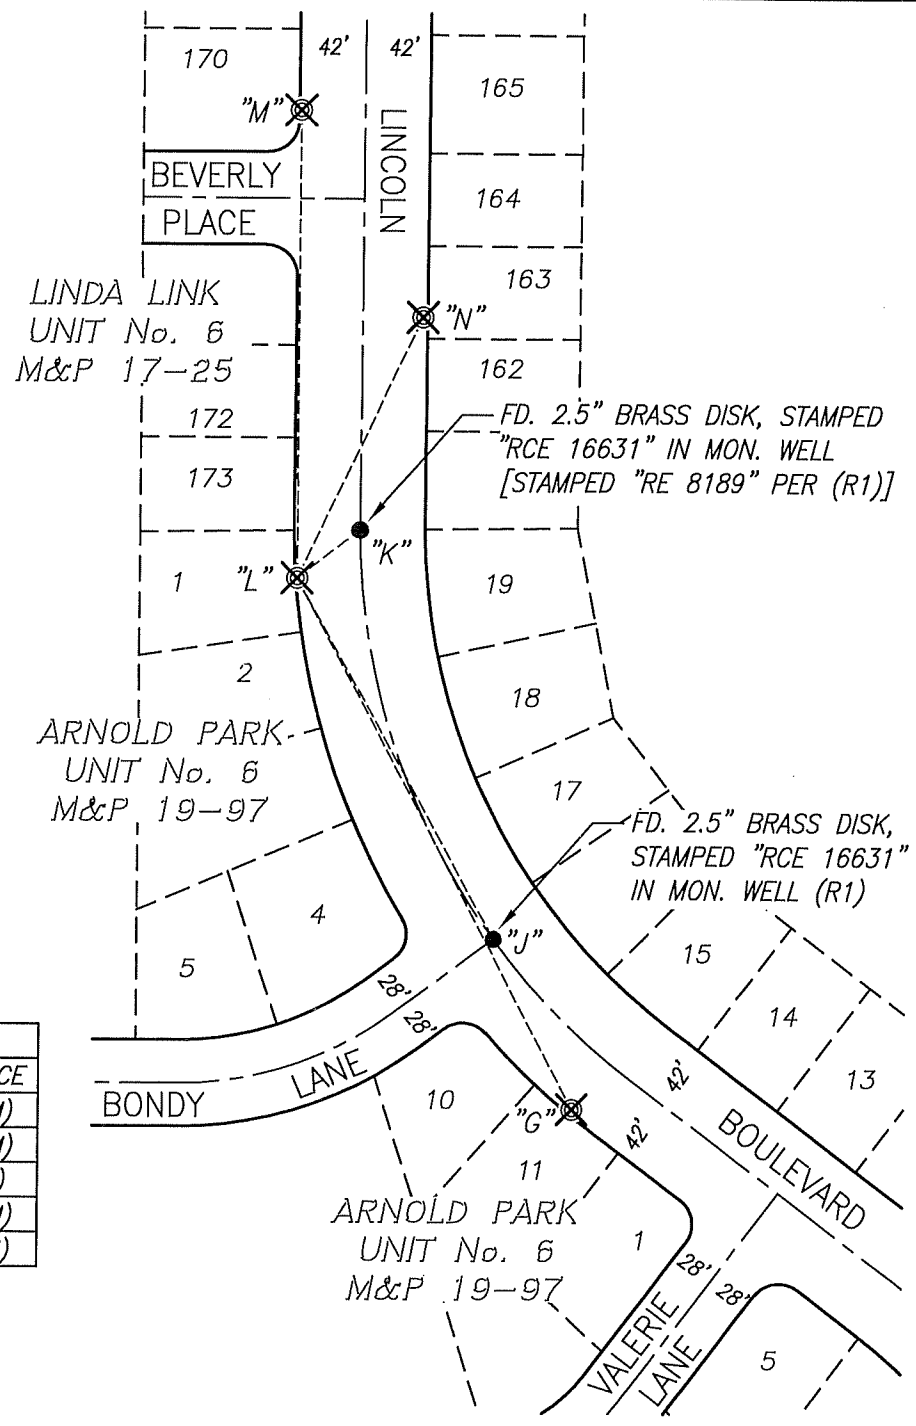 170
42'
42'
165
"M"
LINCOLN
BEVERLY
PLACE
164
163
LINDA LINK
UNIT No. 6
M&P 17-25
"N"
162
172
173
FD. 2.5" BRASS DISK, STAMPED
"RCE 16631" IN MON. WELL
[STAMPED "RE 8189" PER (R1)]
"K"
"L"
1
19
2
18
ARNOLD PARK
UNIT No. 6
M&P 19-97
17
FD. 2.5" BRASS DISK,
STAMPED "RCE 16631"
IN MON. WELL (R1)
4
5
"J"
15
14
13
28'
28'
BONDY
LANE
10
"G"
42'
42'
BOULEVARD
11
ARNOLD PARK
UNIT No. 6
M&P 19-97
1
28'
28'
VALERIE
LANE
5